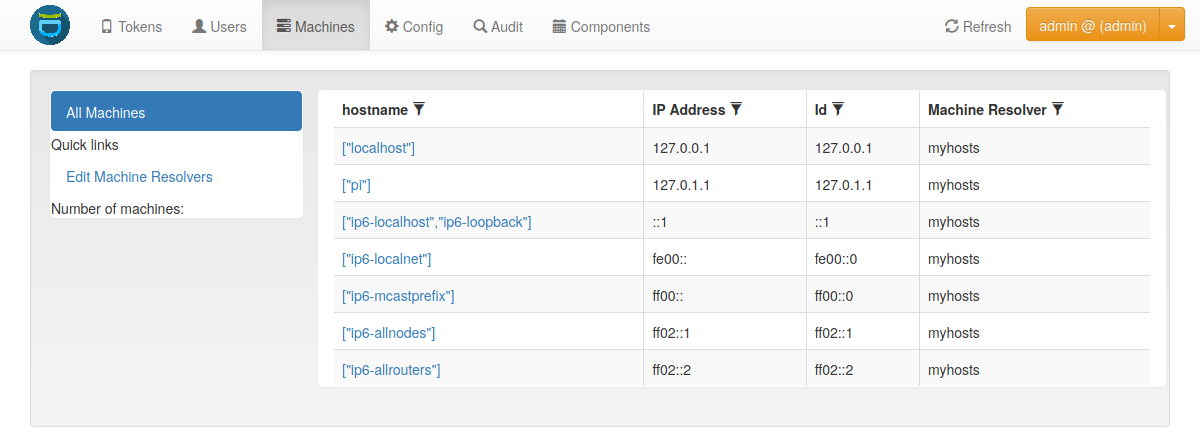 Tokens Users Machines Config Audit Components Refresh admin @ (admin)
All Machines
Quick links
Edit Machine Resolvers
Number of machines:
hostname IP Address Id Machine Resolver
["localhost"] 127.0.0.1 127.0.0.1 myhosts
["pi"] 127.0.1.1 127.0.1.1 myhosts
["ip6-localhost","ip6-loopback"] ::1 ::1 myhosts
["ip6-localnet"] fe00:: fe00::0 myhosts
["ip6-mcastprefix"] ff00:: ff00::0 myhosts
["ip6-allnodes"] ff02::1 ff02::1 myhosts
["ip6-allrouters"] ff02::2 ff02::2 myhosts